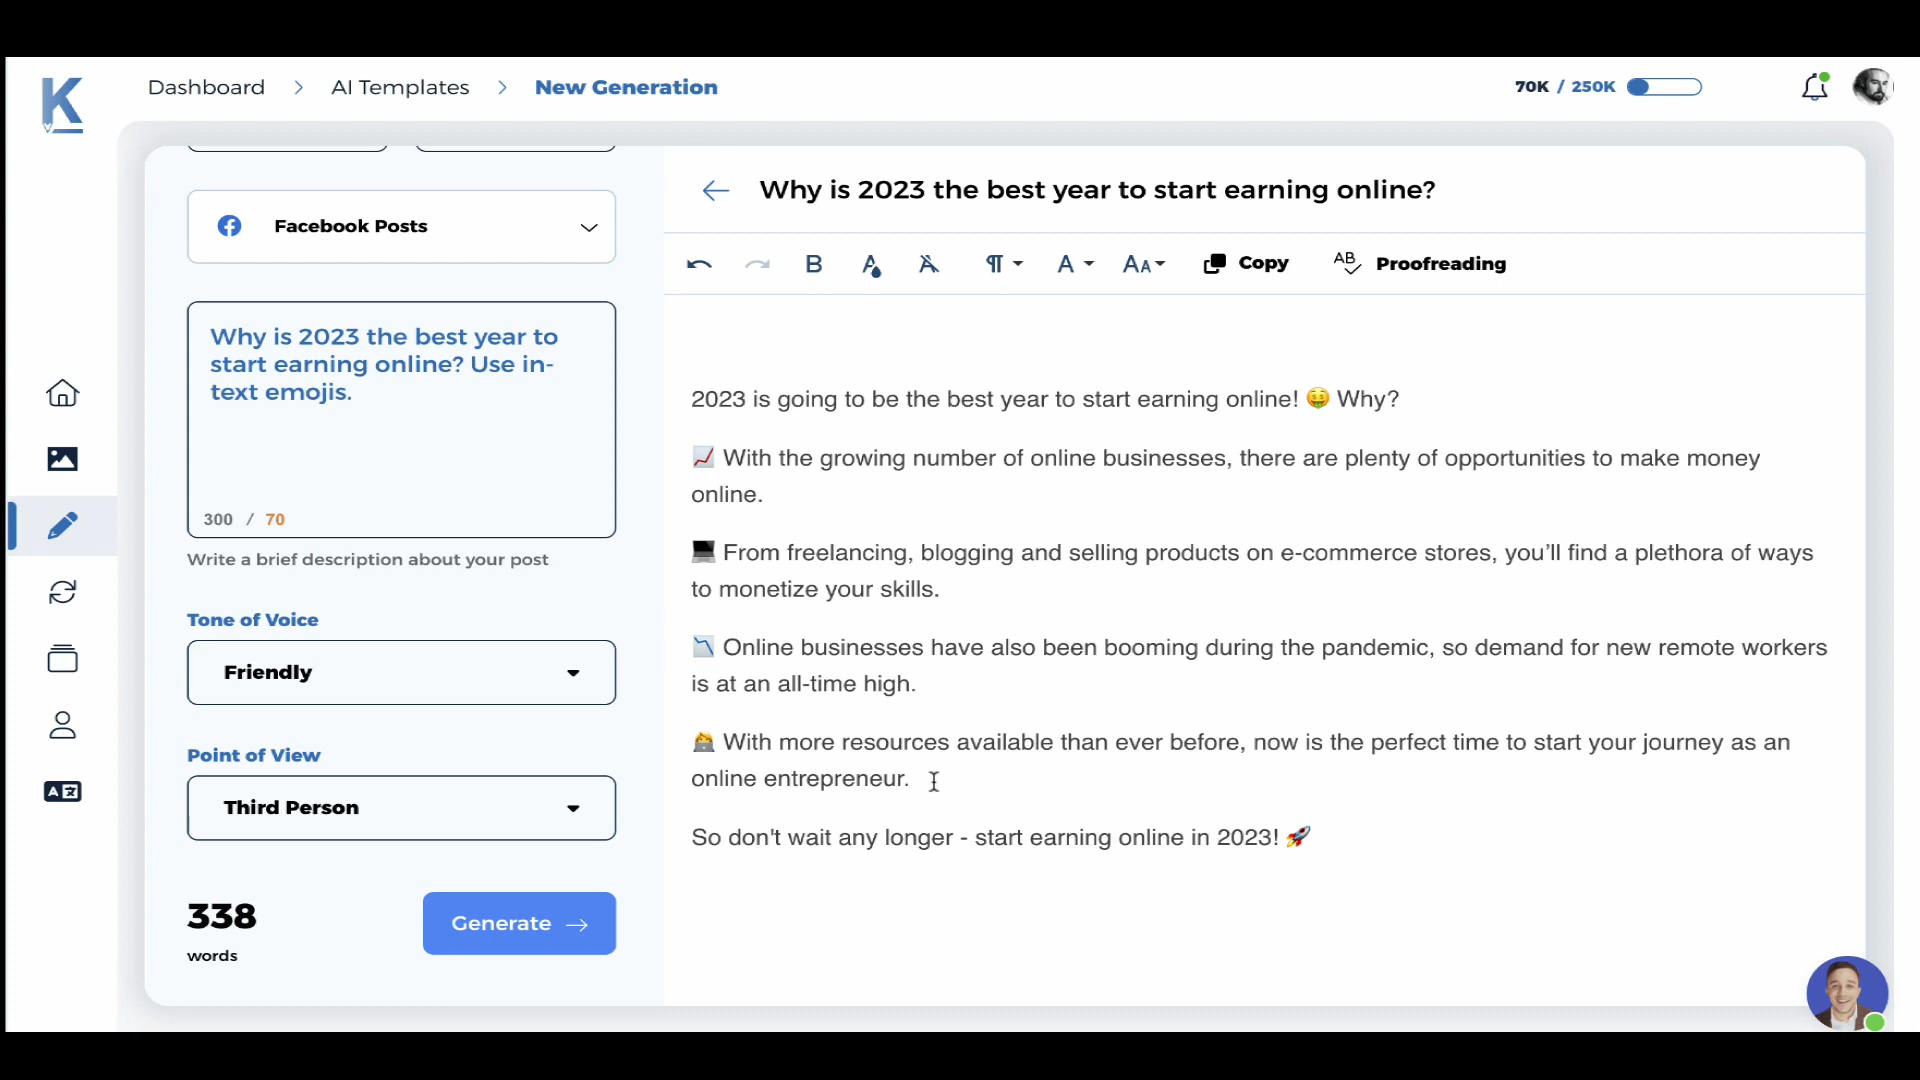 K
Dashboard > AI Templates > New Generation
70K / 250K
Facebook Posts
Why is 2023 the best year to
start earning online? Use in-
text emojis.
300 / 70
Write a brief description about your post
Tone of Voice
Friendly
Point of View
Third Person
338
words
Generate →
← Why is 2023 the best year to start earning online?
B A A ¶ A AA Copy AB Proofreading
2023 is going to be the best year to start earning online! 🤑 Why?
📈 With the growing number of online businesses, there are plenty of opportunities to make money
online.
💻 From freelancing, blogging and selling products on e-commerce stores, you’ll find a plethora of ways
to monetize your skills.
📉 Online businesses have also been booming during the pandemic, so demand for new remote workers
is at an all-time high.
🧑‍💻 With more resources available than ever before, now is the perfect time to start your journey as an
online entrepreneur.
So don't wait any longer - start earning online in 2023! 🚀